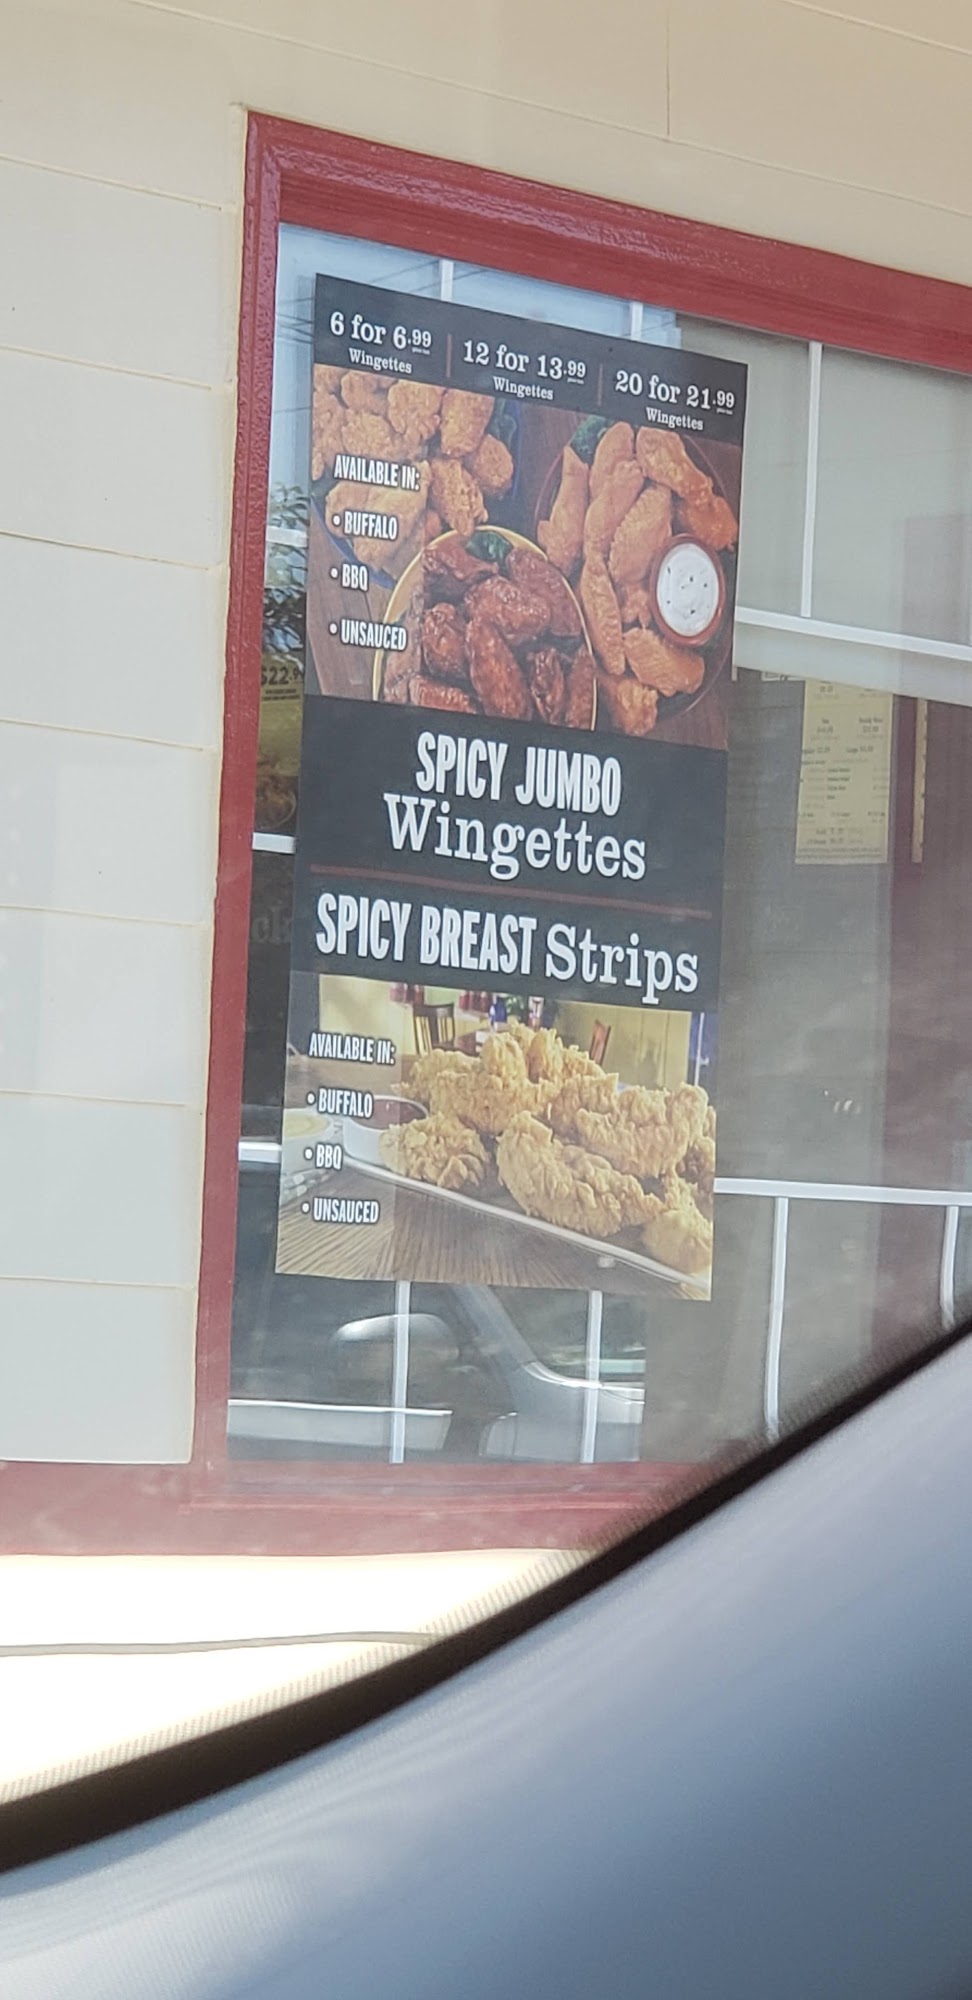 6 for 6.99
Wingettes
12 for 13.99
Wingettes
20 for 21.99
Wingettes
AVAILABLE IN:
• BUFFALO
• BBQ
• UNSAUCED
SPICY JUMBO
Wingettes
SPICY BREAST Strips
AVAILABLE IN:
• BUFFALO
• BBQ
• UNSAUCED